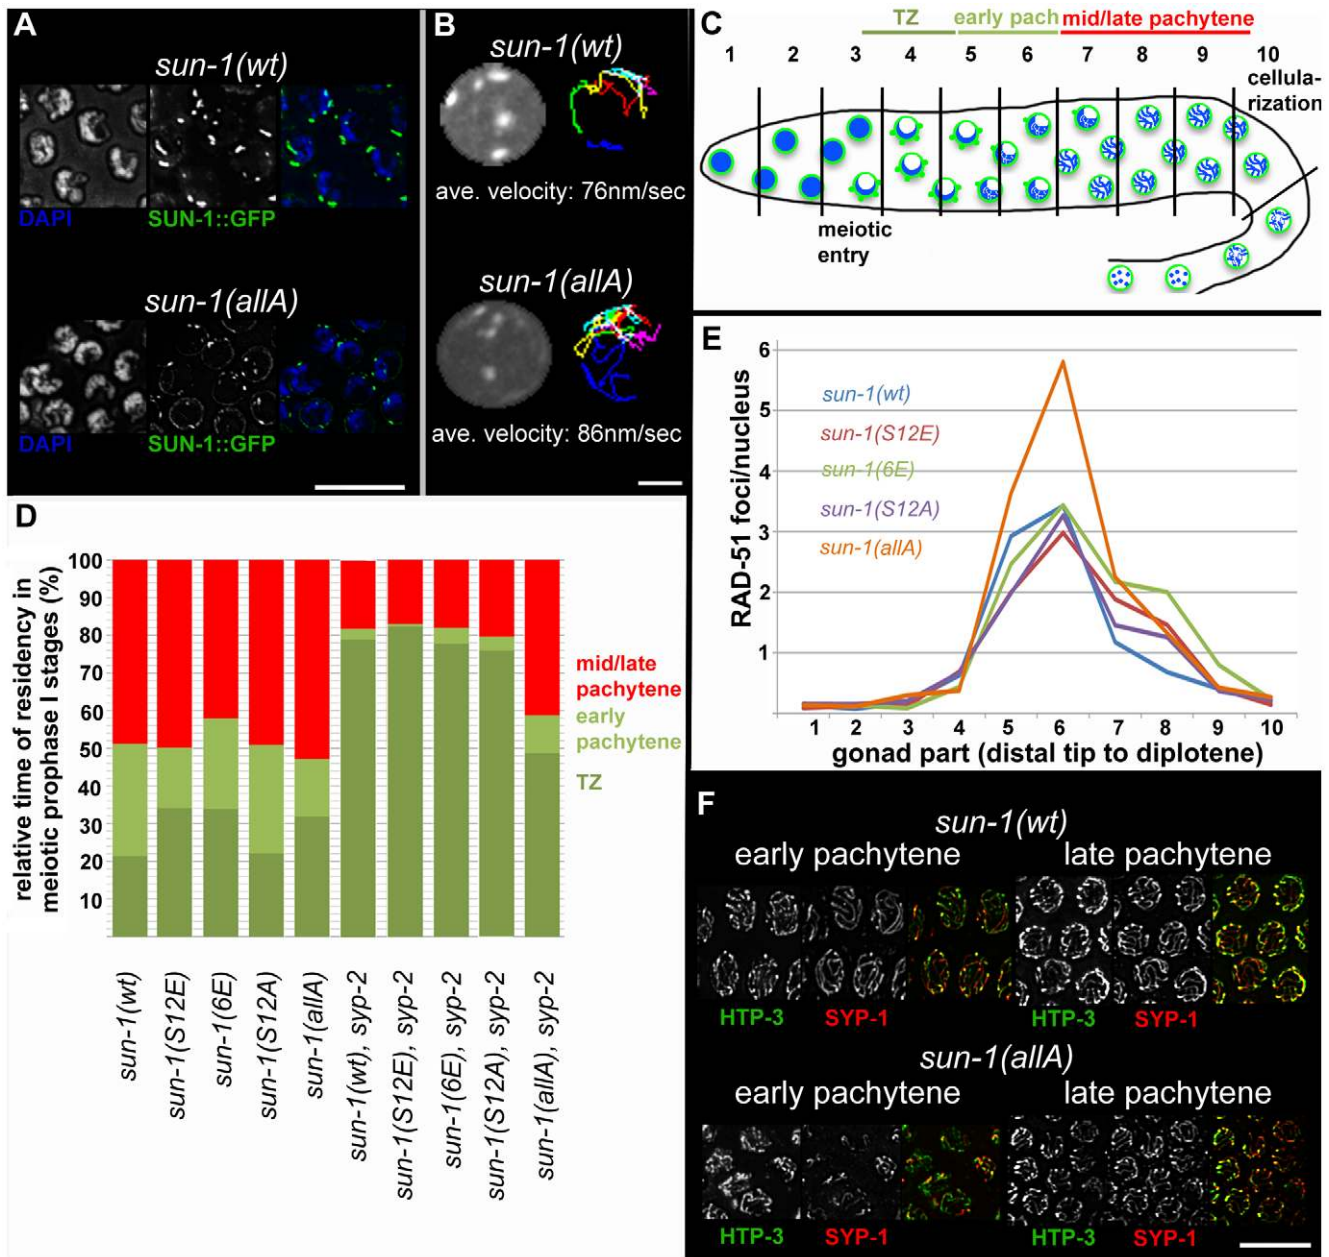 A
sun-1(wt)
DAPI
SUN-1::GFP
sun-1(allA)
DAPI
SUN-1::GFP
B
sun-1(wt)
ave. velocity: 76nm/sec
sun-1(allA)
ave. velocity: 86nm/sec
C
TZ
early pach
mid/late pachytene
1 2 3 4 5 6 7 8 9 10
cellula-
rization
meiotic
entry
D
relative time of residency in
meiotic prophase I stages (%)
100
90
80
70
60
50
40
30
20
10
mid/late
pachytene
early
pachytene
TZ
sun-1(wt)
sun-1(S12E)
sun-1(6E)
sun-1(S12A)
sun-1(allA)
sun-1(wt), syp-2
sun-1(S12E), syp-2
sun-1(6E), syp-2
sun-1(S12A), syp-2
sun-1(allA), syp-2
E
RAD-51 foci/nucleus
6
5
4
3
2
1
sun-1(wt)
sun-1(S12E)
sun-1(6E)
sun-1(S12A)
sun-1(allA)
1 2 3 4 5 6 7 8 9 10
gonad part (distal tip to diplotene)
F
sun-1(wt)
early pachytene
late pachytene
HTP-3
SYP-1
HTP-3
SYP-1
sun-1(allA)
early pachytene
late pachytene
HTP-3
SYP-1
HTP-3
SYP-1